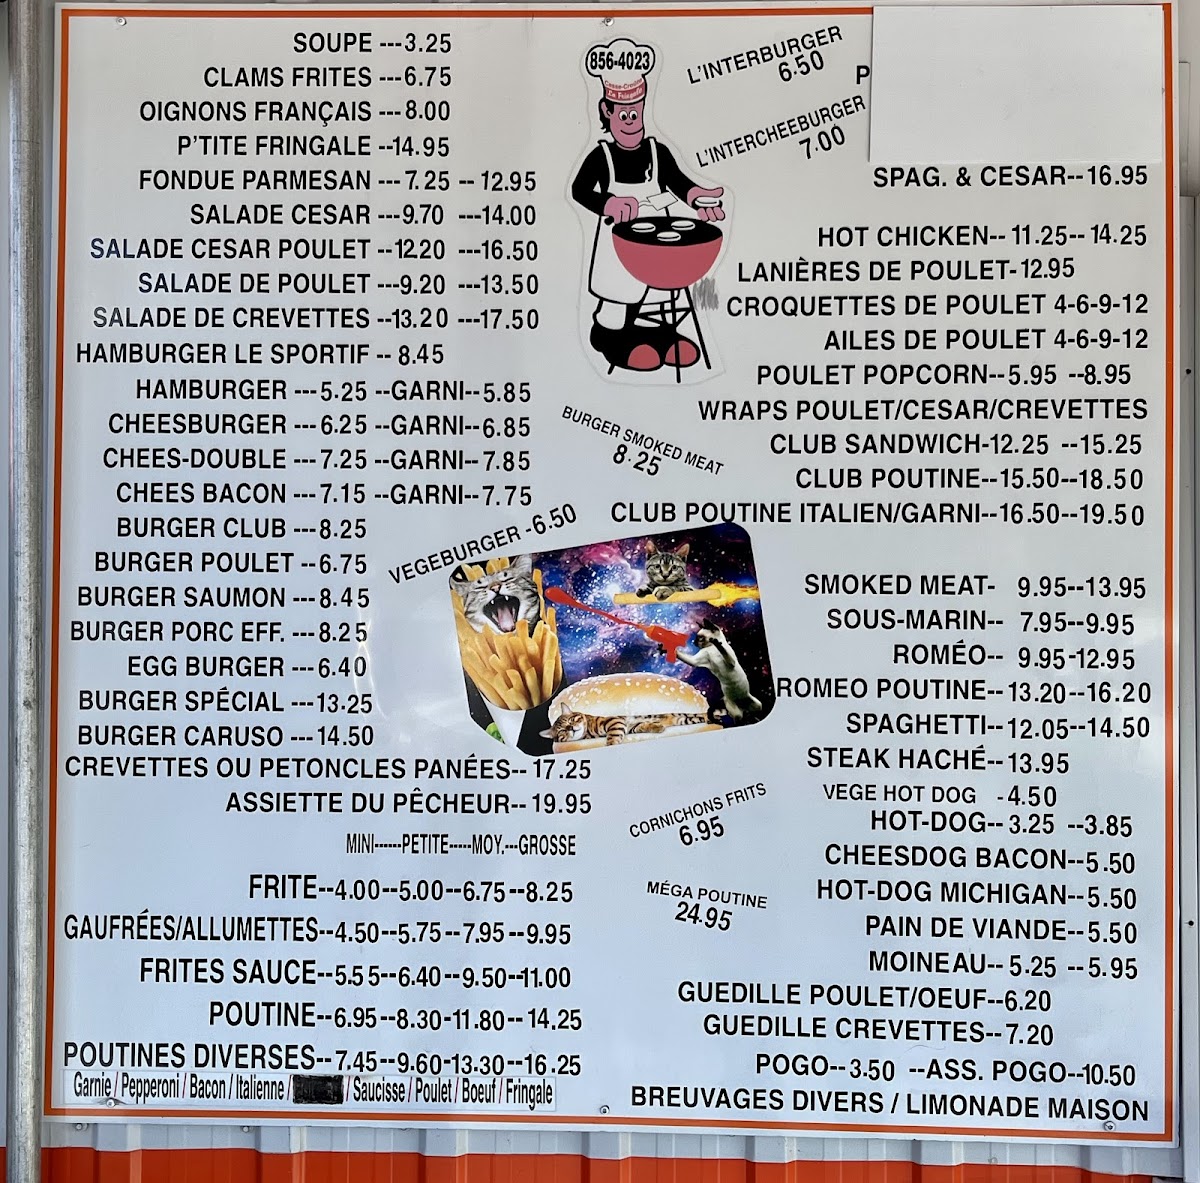 SOUPE ---3.25
CLAMS FRITES ---6.75
OIGNONS FRANÇAIS ---8.00
P'TITE FRINGALE --14.95
FONDUE PARMESAN ---7.25 -- 12.95
SALADE CESAR ---9.70 ---14.00
SALADE CESAR POULET --12.20 ---16.50
SALADE DE POULET ---9.20 ---13.50
SALADE DE CREVETTES --13.20 ---17.50
HAMBURGER LE SPORTIF -- 8.45
HAMBURGER ---5.25 --GARNI--5.85
CHEESBURGER ---6.25 --GARNI--6.85
CHEES-DOUBLE ---7.25 --GARNI--7.85
CHEES BACON ---7.15 --GARNI--7.75
BURGER CLUB ---8.25
BURGER POULET --6.75
BURGER SAUMON ---8.45
BURGER PORC EFF. ---8.25
EGG BURGER ---6.40
BURGER SPÉCIAL ---13.25
BURGER CARUSO ---14.50
CREVETTES OU PETONCLES PANÉES--17.25
ASSIETTE DU PÊCHEUR--19.95
MINI------PETITE-----MOY.---GROSSE
FRITE--4.00--5.00--6.75--8.25
GAUFRÉES/ALLUMETTES--4.50--5.75--7.95--9.95
FRITES SAUCE--5.55--6.40--9.50--11.00
POUTINE--6.95--8.30-11.80--14.25
POUTINES DIVERSES--7.45--9.60-13.30--16.25
Garnie / Pepperoni / Bacon / Italienne / / Saucisse / Poulet / Boeuf / Fringale
856-4023
Casse-Croûte
La Fringale
L'INTERBURGER
6.50
L'INTERCHEEBURGER
7.00
BURGER SMOKED MEAT
8.25
VEGEBURGER -6.50
CORNICHONS FRITS
6.95
MÉGA POUTINE
24.95
P
SPAG. & CESAR--16.95
HOT CHICKEN--11.25--14.25
LANIÈRES DE POULET-12.95
CROQUETTES DE POULET 4-6-9-12
AILES DE POULET 4-6-9-12
POULET POPCORN--5.95 --8.95
WRAPS POULET/CESAR/CREVETTES
CLUB SANDWICH-12.25 --15.25
CLUB POUTINE--15.50--18.50
CLUB POUTINE ITALIEN/GARNI--16.50--19.50
SMOKED MEAT- 9.95--13.95
SOUS-MARIN-- 7.95--9.95
ROMÉO-- 9.95-12.95
ROMEO POUTINE--13.20--16.20
SPAGHETTI--12.05--14.50
STEAK HACHÉ--13.95
VEGE HOT DOG -4.50
HOT-DOG--3.25 --3.85
CHEESDOG BACON--5.50
HOT-DOG MICHIGAN--5.50
PAIN DE VIANDE--5.50
MOINEAU--5.25 --5.95
GUEDILLE POULET/OEUF--6.20
GUEDILLE CREVETTES--7.20
POGO--3.50 --ASS. POGO--10.50
BREUVAGES DIVERS / LIMONADE MAISON